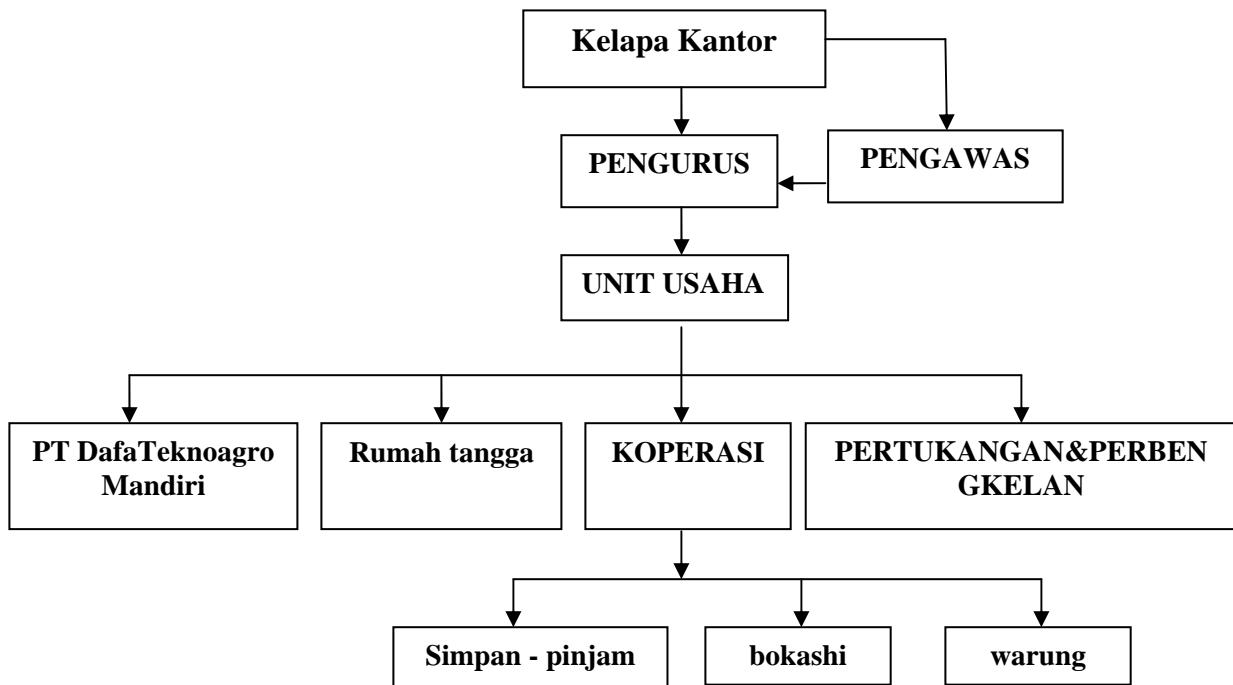 Kelapa Kantor
PENGURUS
PENGAWAS
UNIT USAHA
PT DafaTeknoagro
Mandiri
Rumah tangga
KOPERASI
PERTUKANGAN&PERBEN
GKELAN
Simpan - pinjam
bokashi
warung